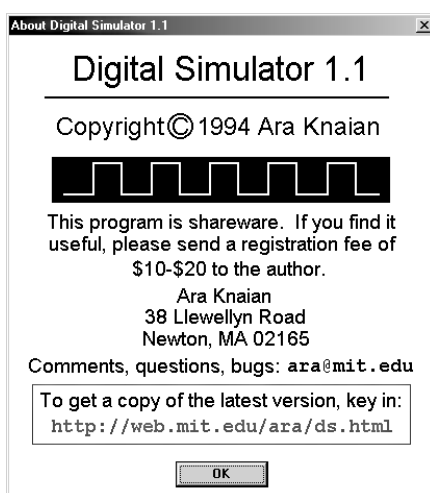 About Digital Simulator 1.1
Digital Simulator 1.1
Copyright © 1994 Ara Knaian
This program is shareware. If you find it
useful, please send a registration fee of
$10-$20 to the author.
Ara Knaian
38 Llewellyn Road
Newton, MA 02165
Comments, questions, bugs: ara@mit.edu
To get a copy of the latest version, key in:
http://web.mit.edu/ara/ds.html
OK